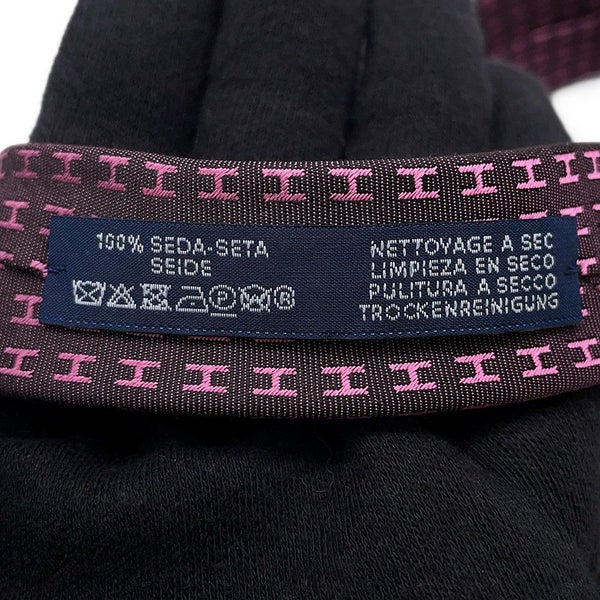 100% SEDA-SETA
SEIDE
NETTOYAGE A SEC
LIMPIEZA EN SECO
PULITURA A SECCO
TROCKENREINIGUNG
P
®